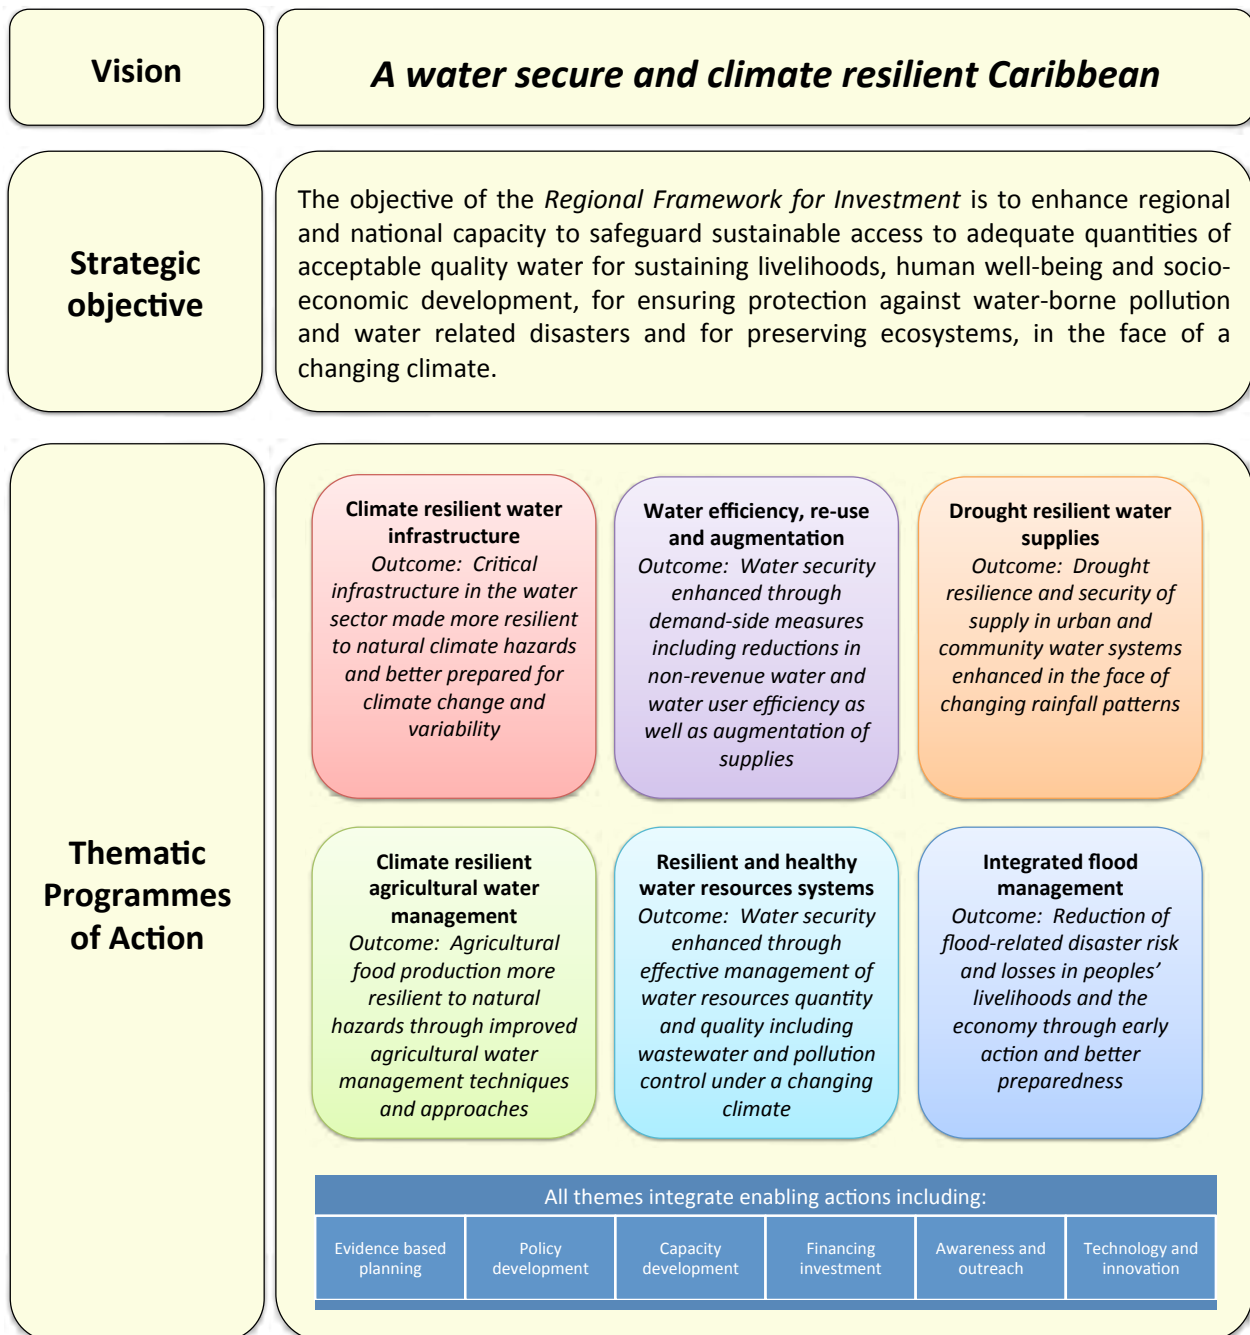 Vision
A water secure and climate resilient Caribbean
Strategic
objective
The objective of the Regional Framework for Investment is to enhance regional
and national capacity to safeguard sustainable access to adequate quantities of
acceptable quality water for sustaining livelihoods, human well-being and socio-
economic development, for ensuring protection against water-borne pollution
and water related disasters and for preserving ecosystems, in the face of a
changing climate.
Thematic
Programmes
of Action
Climate resilient water
infrastructure
Outcome: Critical
infrastructure in the water
sector made more resilient
to natural climate hazards
and better prepared for
climate change and
variability
Water efficiency, re-use
and augmentation
Outcome: Water security
enhanced through
demand-side measures
including reductions in
non-revenue water and
water user efficiency as
well as augmentation of
supplies
Drought resilient water
supplies
Outcome: Drought
resilience and security of
supply in urban and
community water systems
enhanced in the face of
changing rainfall patterns
Climate resilient
agricultural water
management
Outcome: Agricultural
food production more
resilient to natural
hazards through improved
agricultural water
management techniques
and approaches
Resilient and healthy
water resources systems
Outcome: Water security
enhanced through
effective management of
water resources quantity
and quality including
wastewater and pollution
control under a changing
climate
Integrated flood
management
Outcome: Reduction of
flood-related disaster risk
and losses in peoples’
livelihoods and the
economy through early
action and better
preparedness
All themes integrate enabling actions including:
Evidence based
planning
Policy
development
Capacity
development
Financing
investment
Awareness and
outreach
Technology and
innovation